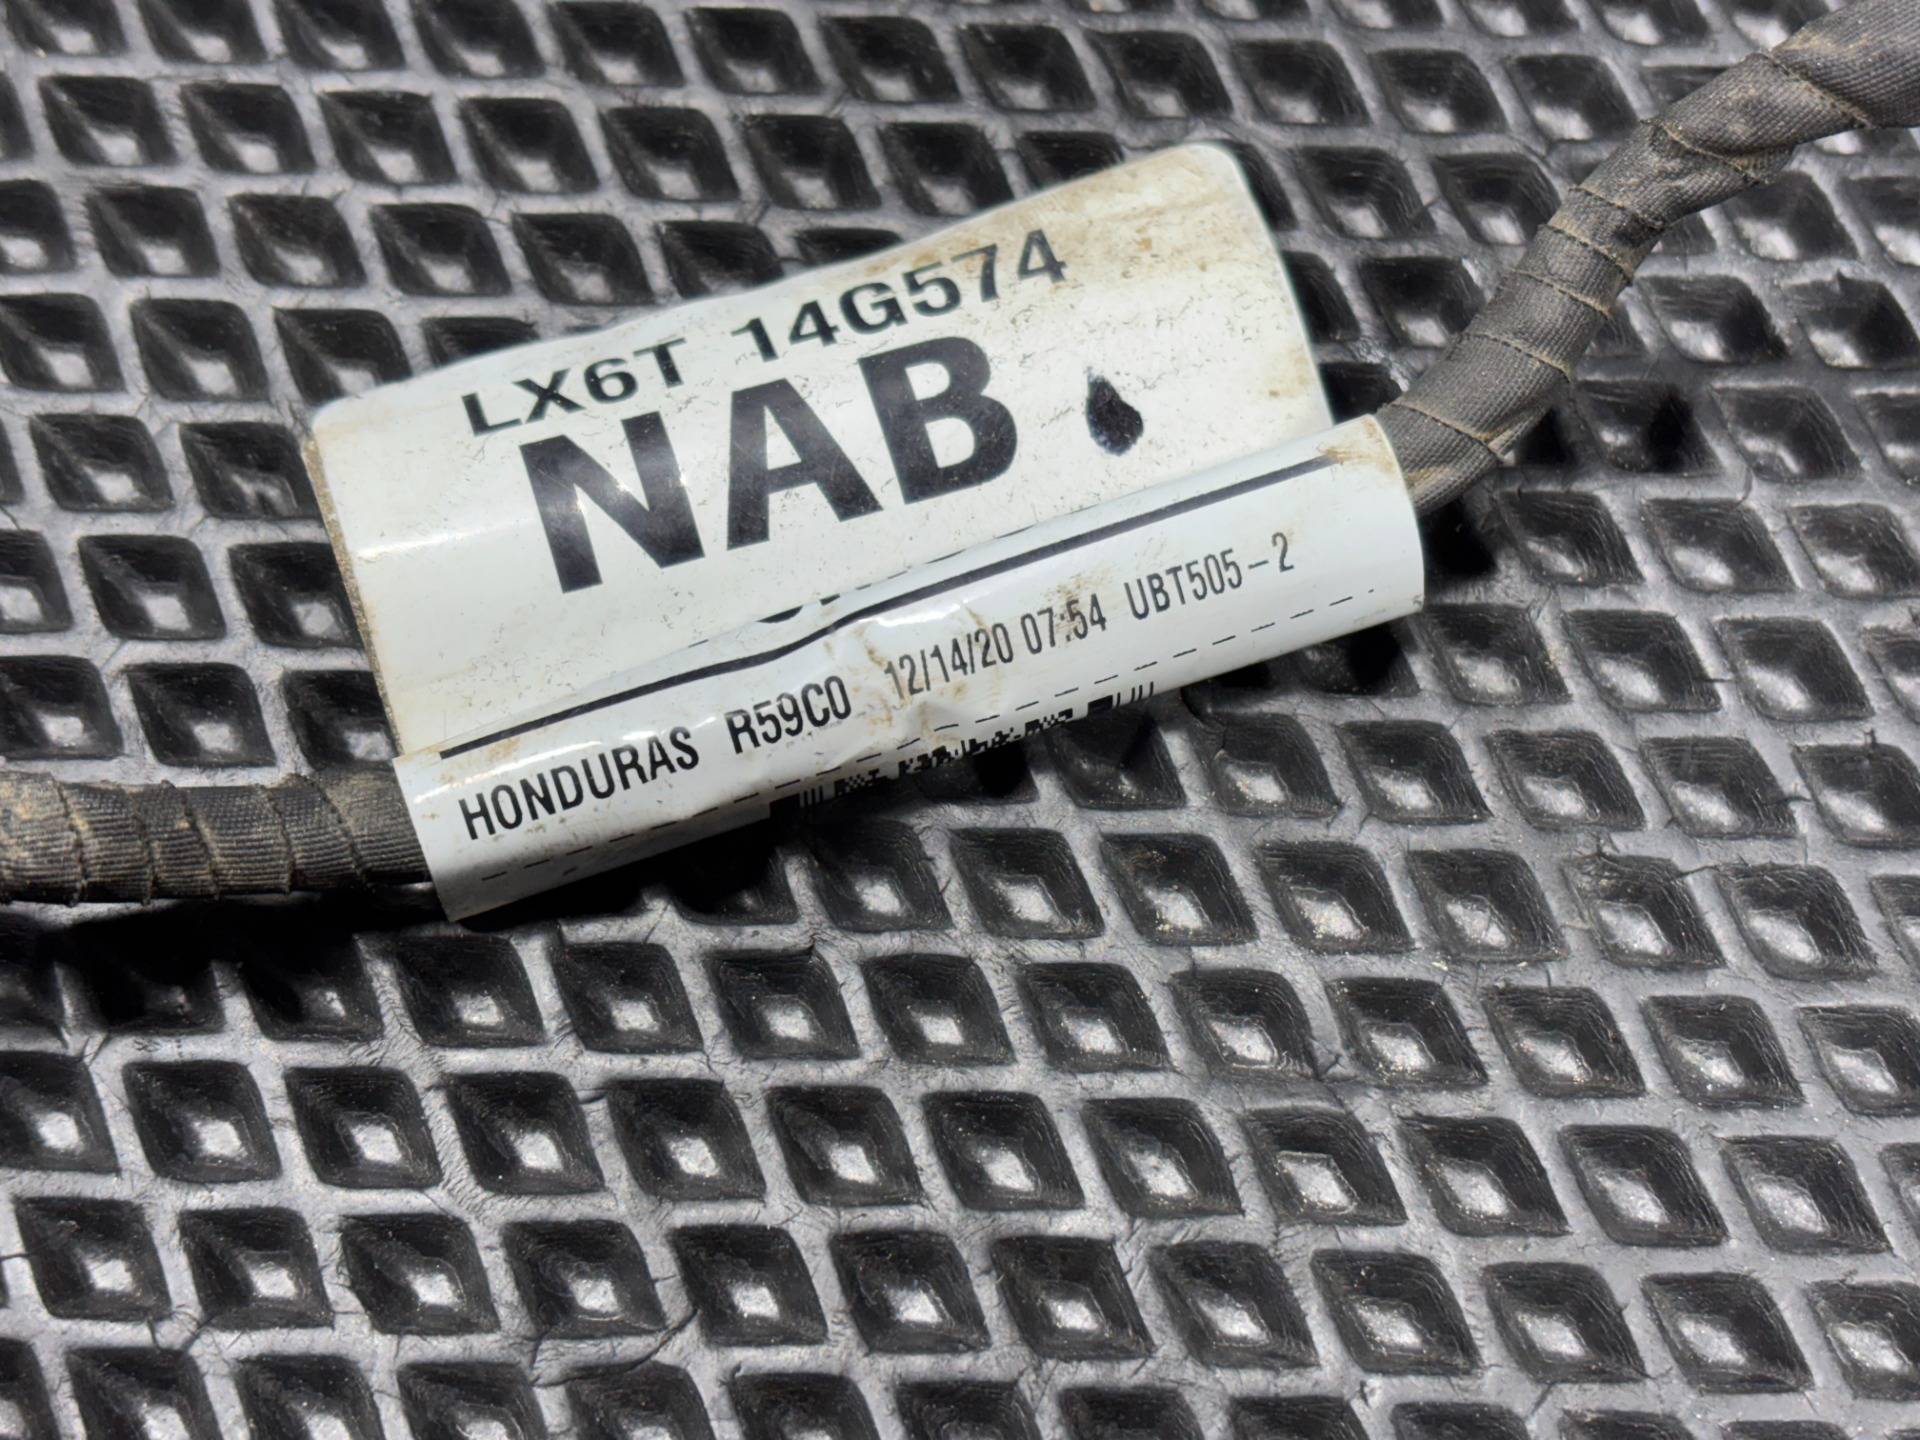 LX6T 14G574
NAB
HONDURAS R59C0 12/14/20 07:54 UBT505-2